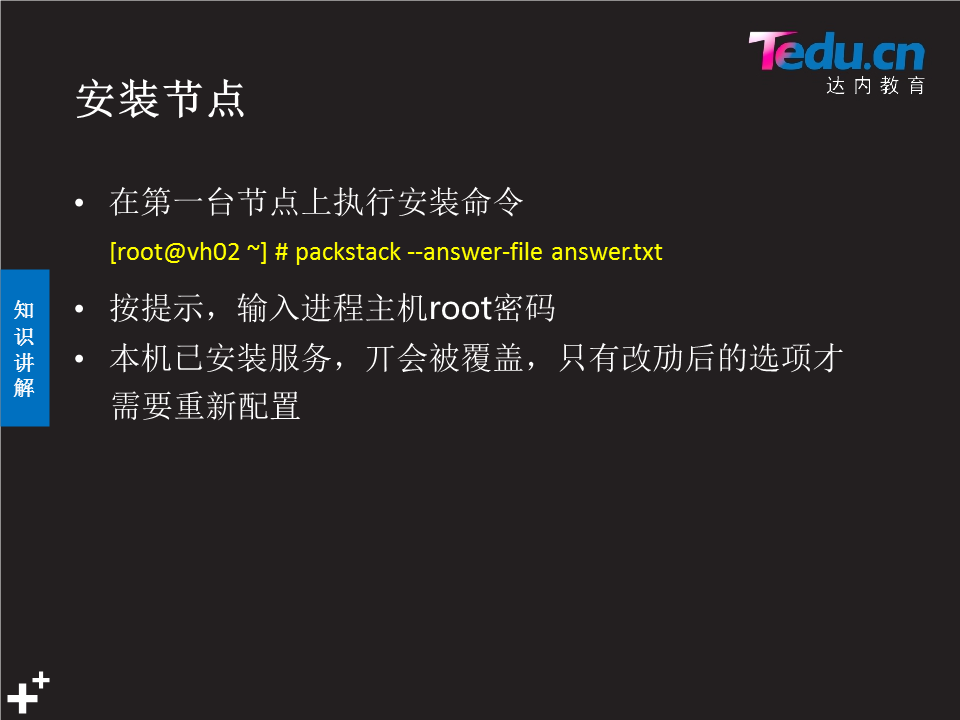 Tedu.cn
达内教育
安装节点
• 在第一台节点上执行安装命令
[root@vh02 ~] # packstack --answer-file answer.txt
知识讲解
• 按提示，输入进程主机root密码
• 本机已安装服务，丌会被覆盖，只有改劢后的选项才
需要重新配置